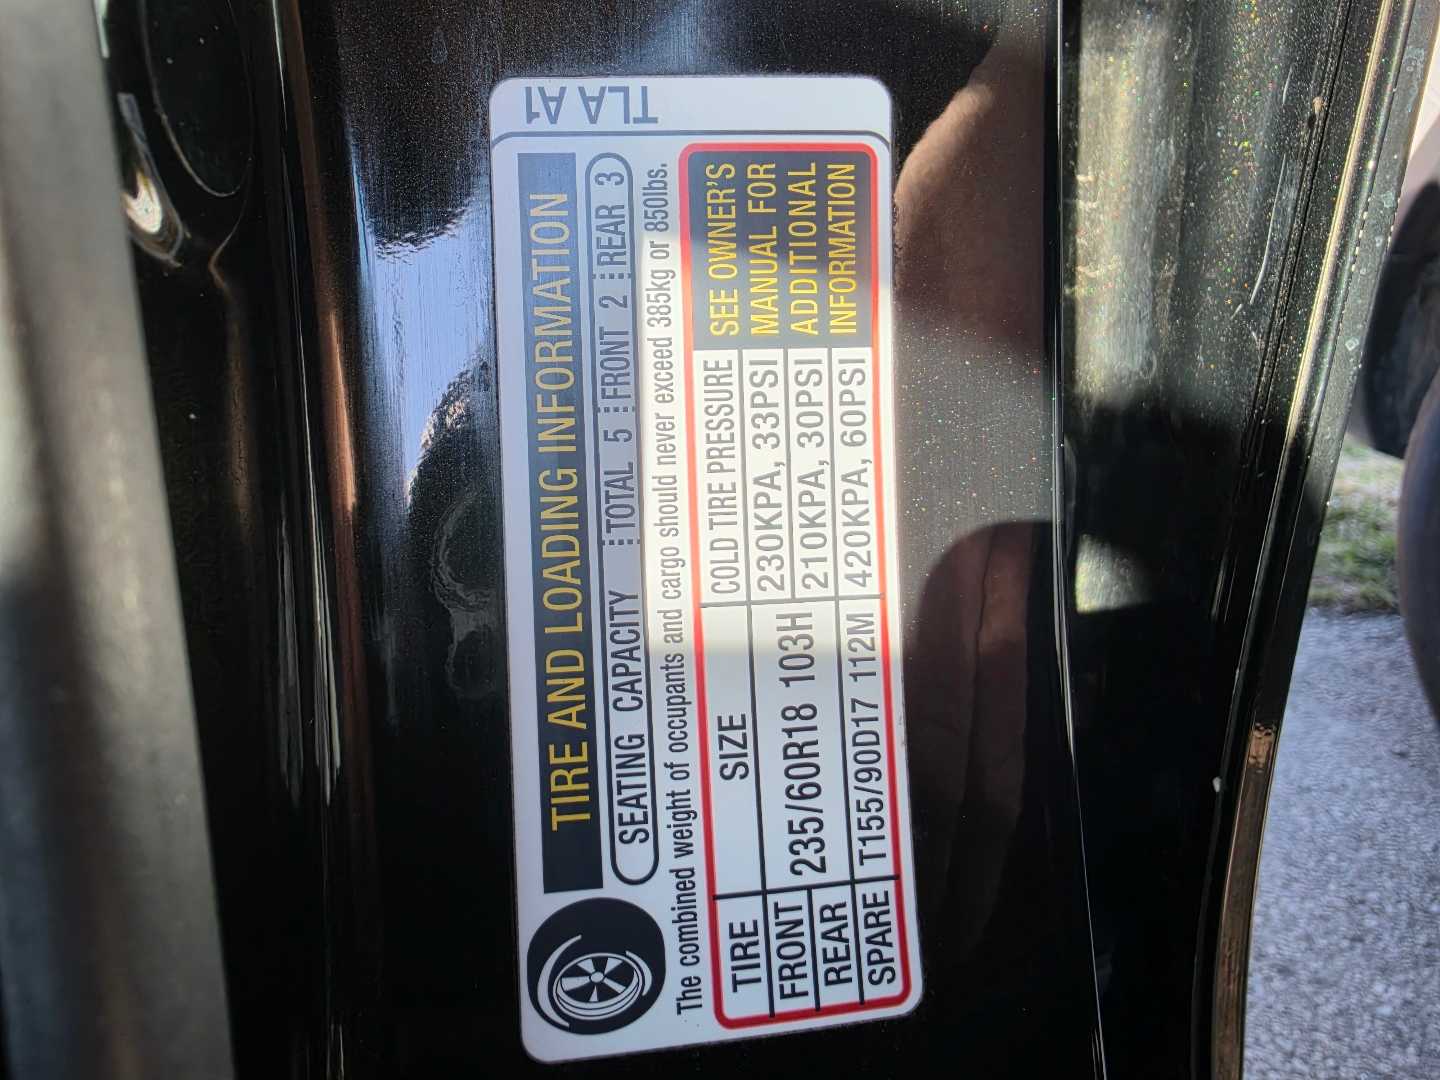 TLA A1
TIRE AND LOADING INFORMATION
SEATING CAPACITY TOTAL 5 FRONT 2 REAR 3
The combined weight of occupants and cargo should never exceed 385kg or 850lbs.
TIRE SIZE COLD TIRE PRESSURE
FRONT 235/60R18 103H 230KPA, 33PSI
REAR 210KPA, 30PSI
SPARE T155/90D17 112M 420KPA, 60PSI
SEE OWNER'S
MANUAL FOR
ADDITIONAL
INFORMATION